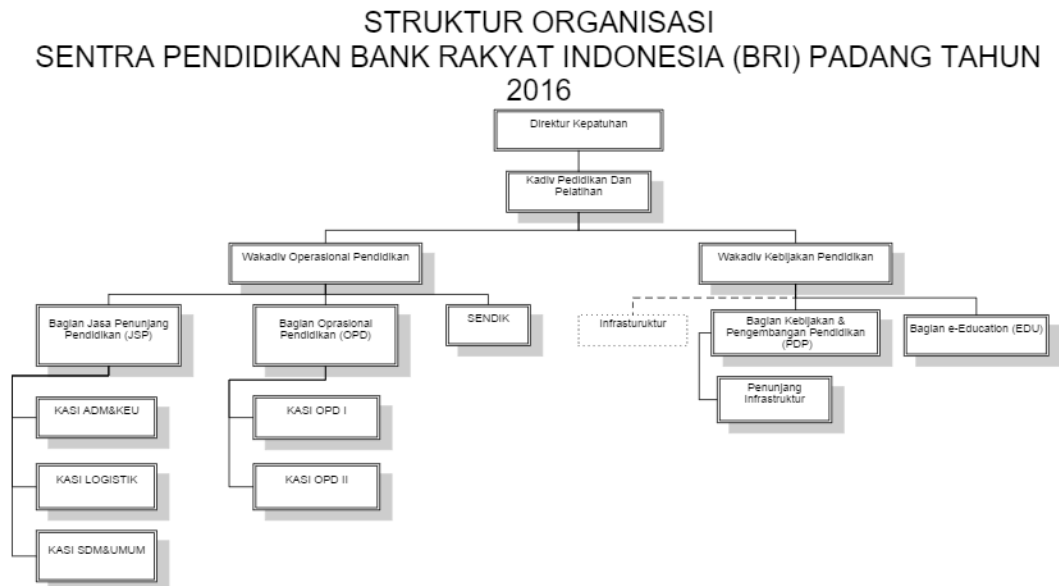 STRUKTUR ORGANISASI
SENTRA PENDIDIKAN BANK RAKYAT INDONESIA (BRI) PADANG TAHUN
2016
Direktur Kepatuhan
Kadiv Pedidikan Dan
Pelatihan
Wakadiv Operasional Pendidikan
Wakadiv Kebijakan Pendidikan
Bagian Jasa Penunjang
Pendidikan (JSP)
Bagian Oprasional
Pendidikan (OPD)
SENDIK
Infrasturuktur
Bagian Kebijakan &
Pengembangan Pendidikan
(PDP)
Bagian e-Education (EDU)
Penunjang
Infrastruktur
KASI ADM&KEU
KASI OPD I
KASI LOGISTIK
KASI OPD II
KASI SDM&UMUM